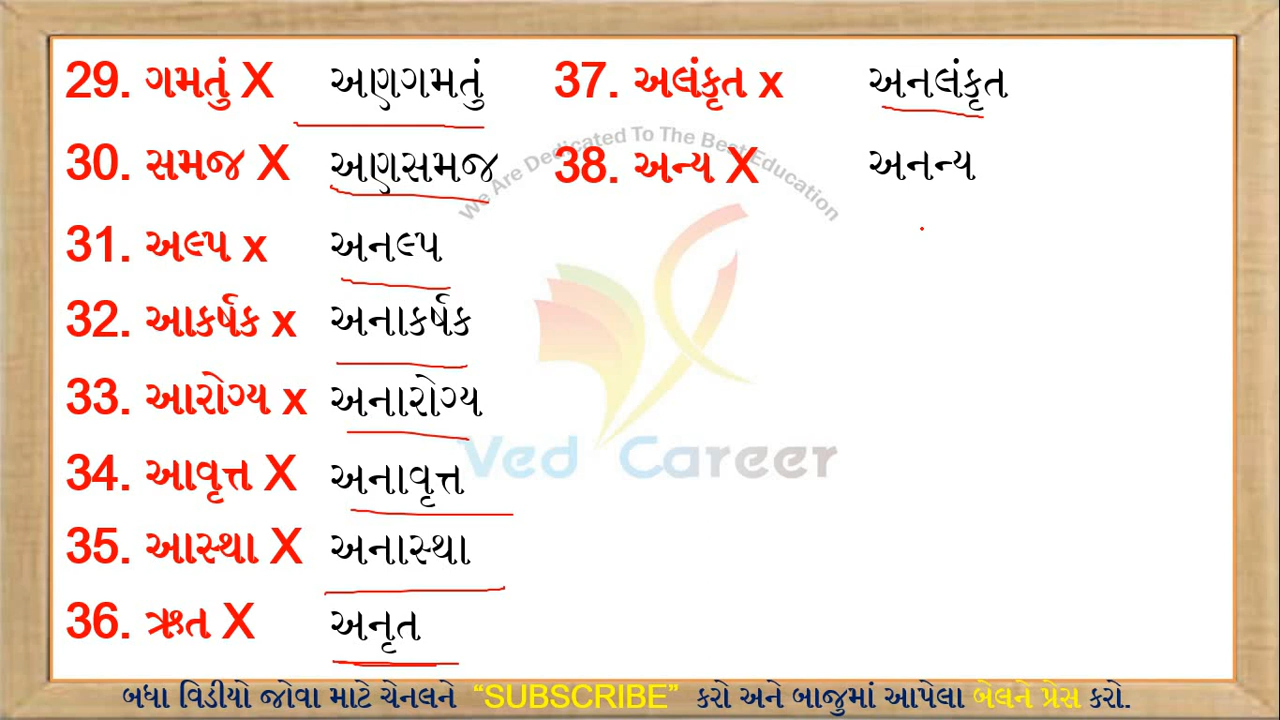 29. ગમતું X અણગમતું
30. સમજ X અણસમજ
31. અલ્પ x અનલ્પ
32. આકર્ષક x અનાકર્ષક
33. આરોગ્ય x અનારોગ્ય
34. આવૃત્ત X અનાવૃત્ત
35. આસ્થા X અનાસ્થા
36. ઋત X અનૃત
37. અલંકૃત x અનલંકૃત
38. અન્ય X અનન્ય
We Are Dedicated To The Best Education
Ved Career
બધા વિડીયો જોવા માટે ચેનલને “SUBSCRIBE” કરો અને બાજુમાં આપેલા બેલને પ્રેસ કરો.